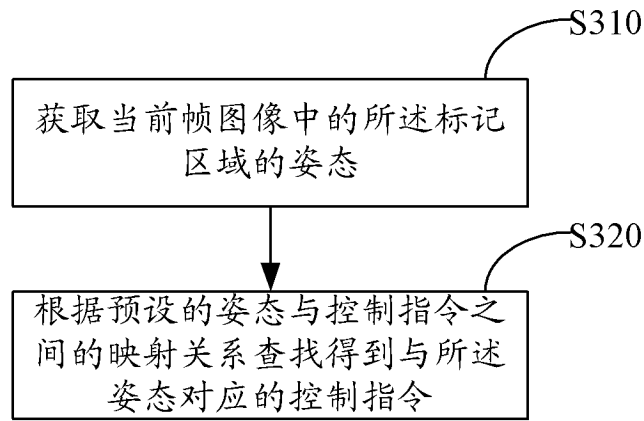 S310
获取当前帧图像中的所述标记
区域的姿态
S320
根据预设的姿态与控制指令之
间的映射关系查找得到与所述
姿态对应的控制指令